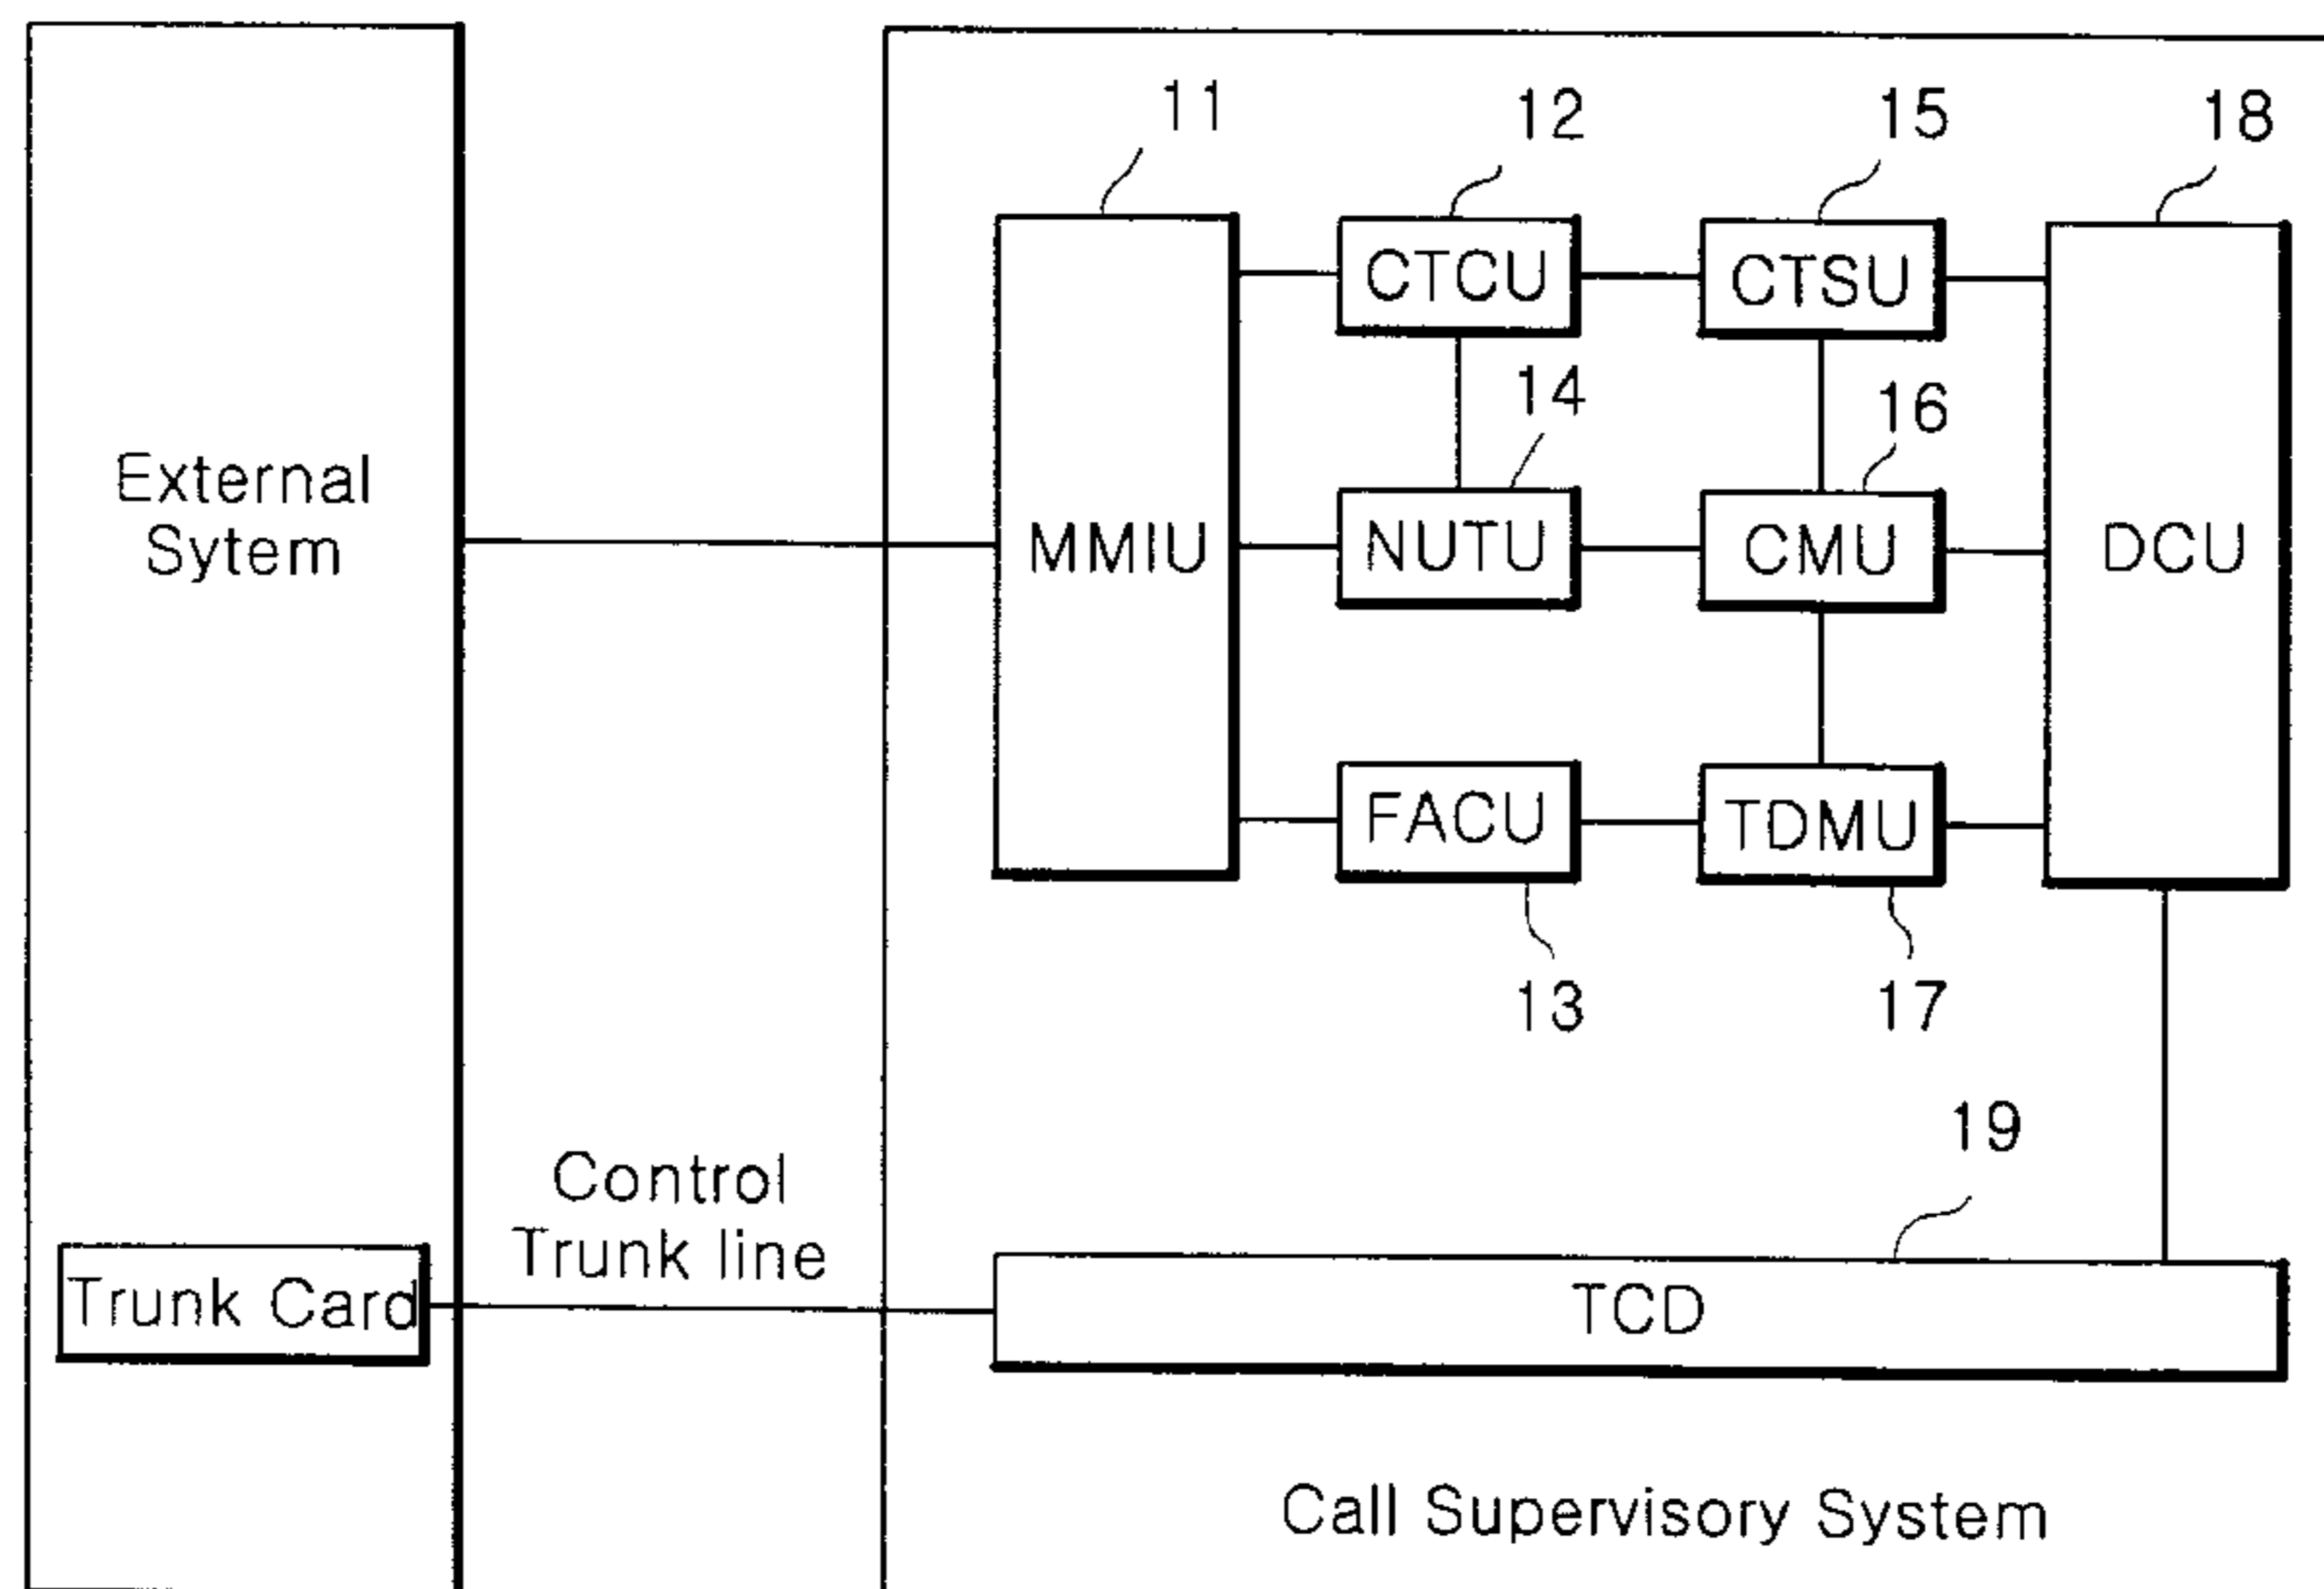 11
12
15
18
CTCU
CTSU
14
16
External
Sytem
MMIU
NUTU
CMU
DCU
FACU
TDMU
13
17
19
Control
Trunk line
Trunk Card
TCD
Call Supervisory System